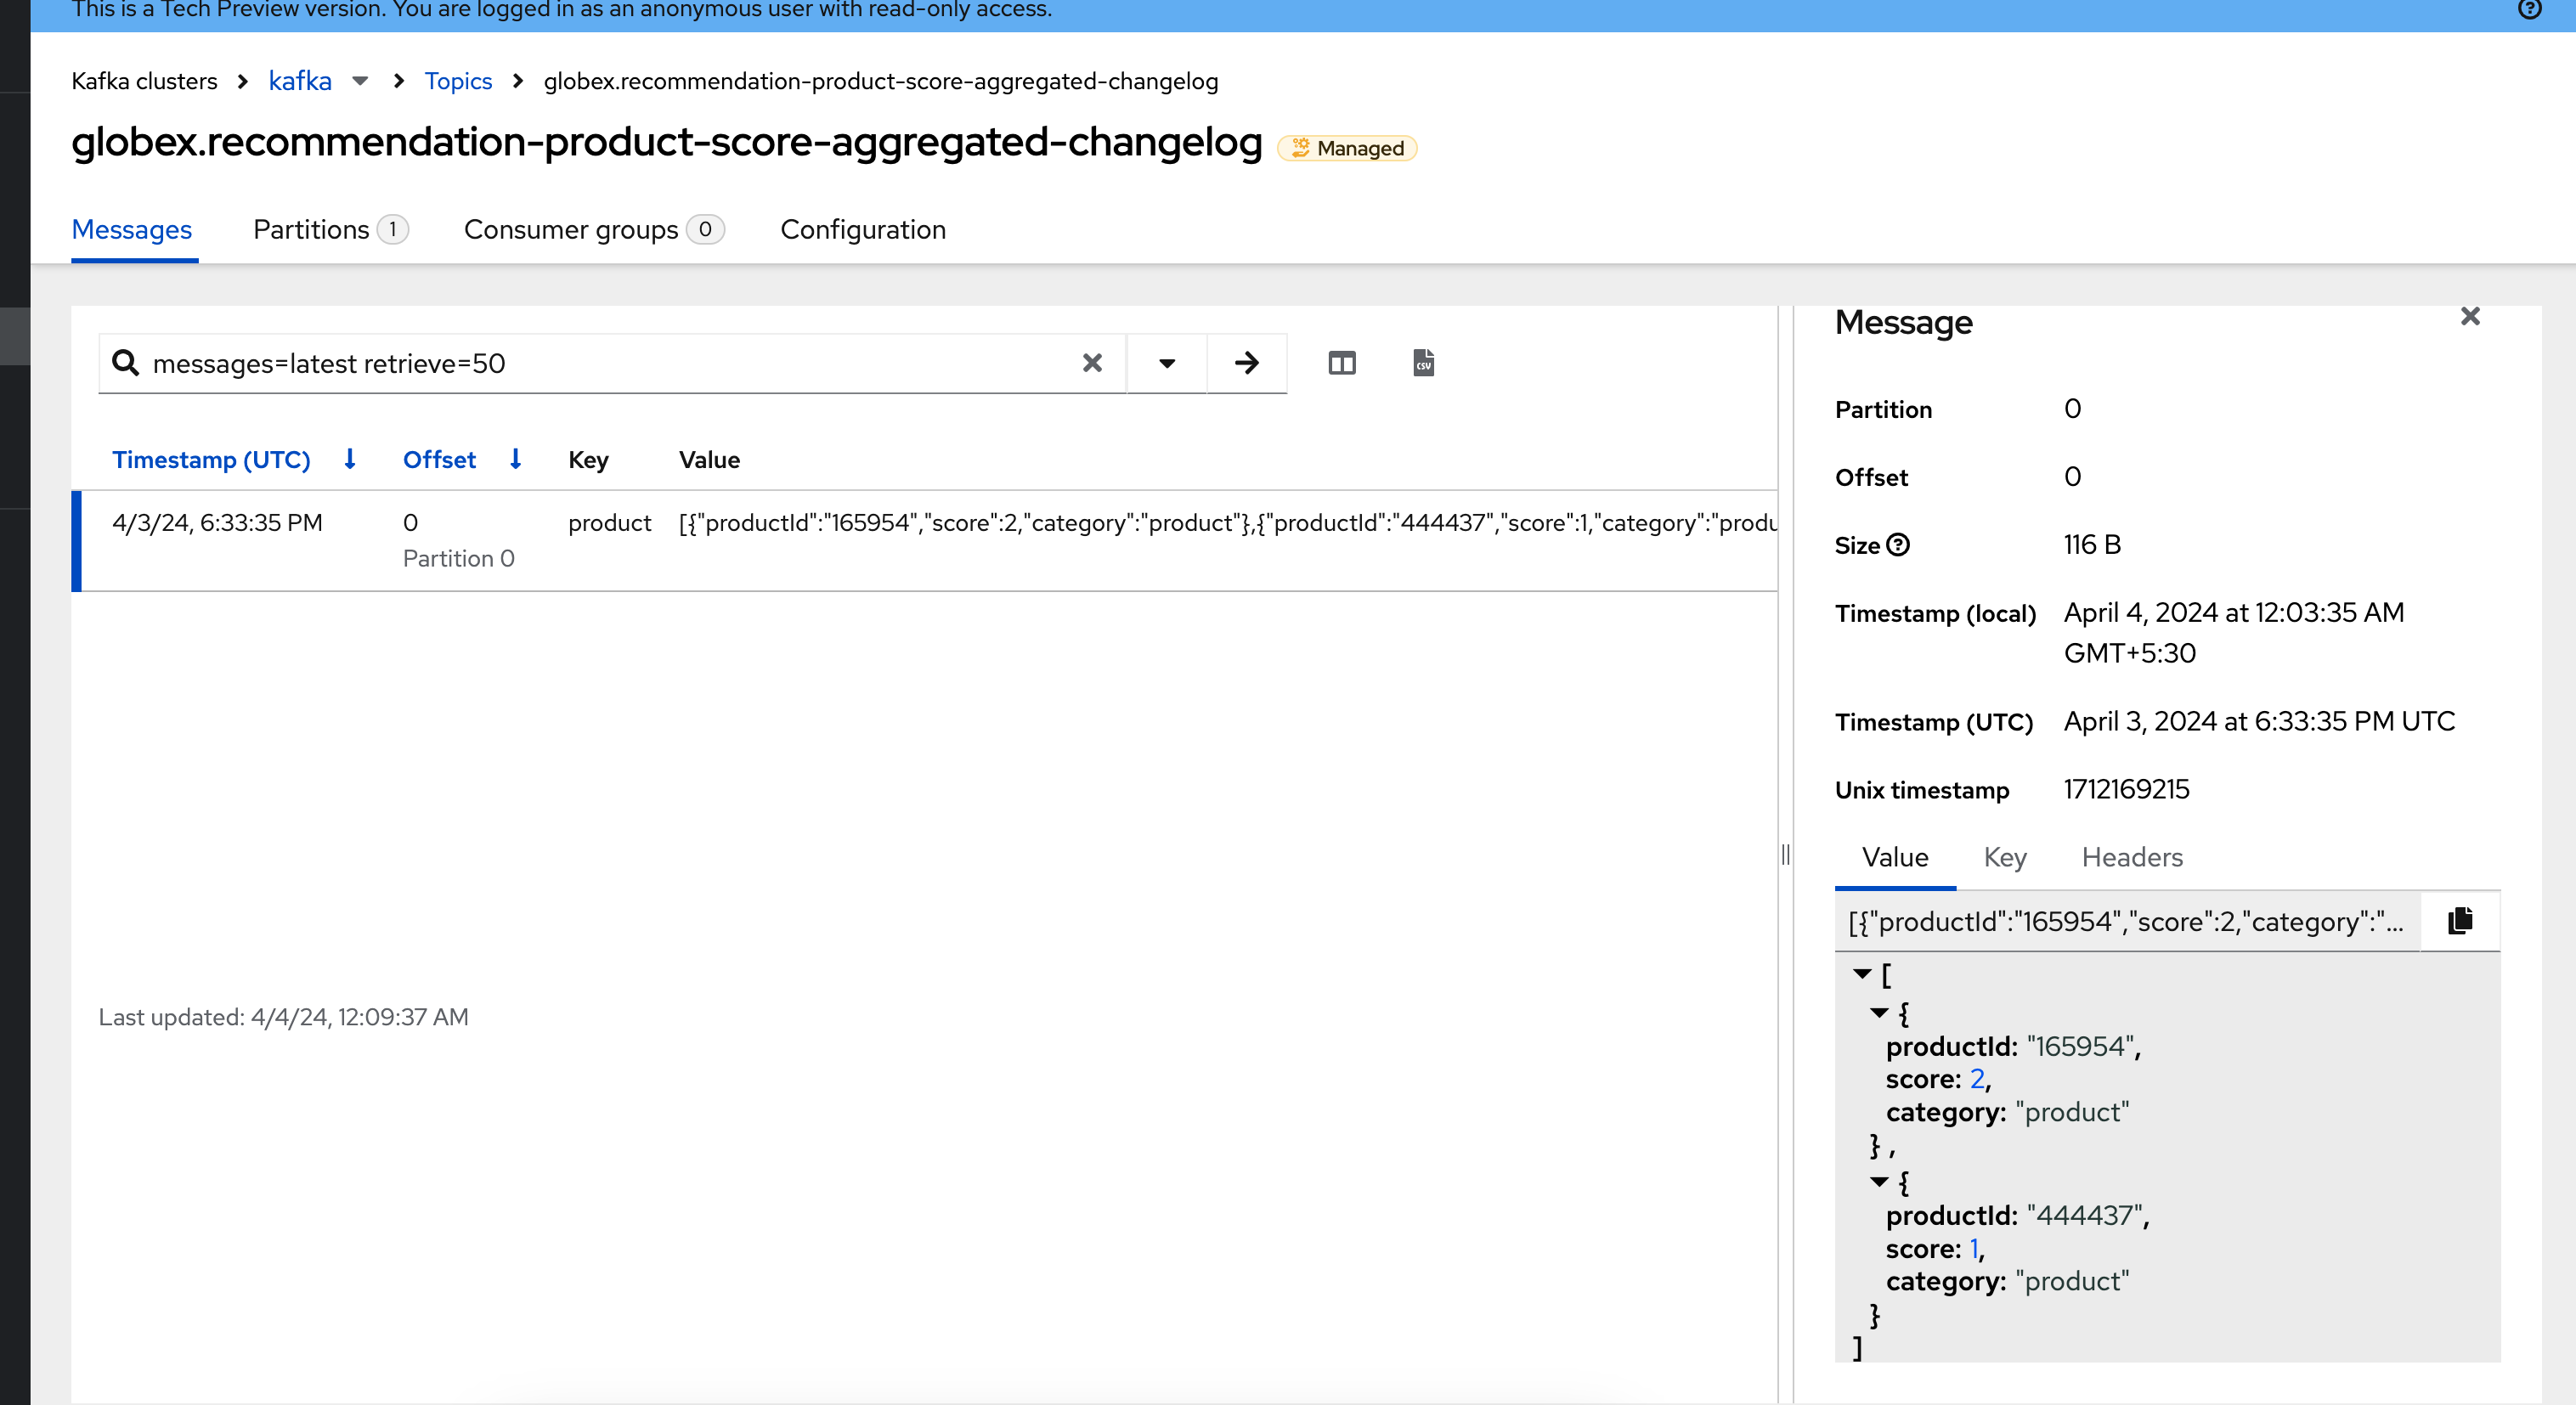 This is a Tech Preview version. You are logged in as an anonymous user with read-only access.
Kafka clusters kafka Topics globex.recommendation-product-score-aggregated-changelog
globex.recommendation-product-score-aggregated-changelog Managed
Messages Partitions 1 Consumer groups 0 Configuration
messages=latest retrieve=50
CSV
Timestamp (UTC) Offset Key Value
4/3/24, 6:33:35 PM 0 product [{"productId":"165954","score":2,"category":"product"},{"productId":"444437","score":1,"category":"produ
Partition 0
Last updated: 4/4/24, 12:09:37 AM
Message
Partition 0
Offset 0
Size 116 B
Timestamp (local) April 4, 2024 at 12:03:35 AM
GMT+5:30
Timestamp (UTC) April 3, 2024 at 6:33:35 PM UTC
Unix timestamp 1712169215
Value Key Headers
[{"productId":"165954","score":2,"category":"...
[
{
productId: "165954",
score: 2,
category: "product"
} ,
{
productId: "444437",
score: 1,
category: "product"
}
]